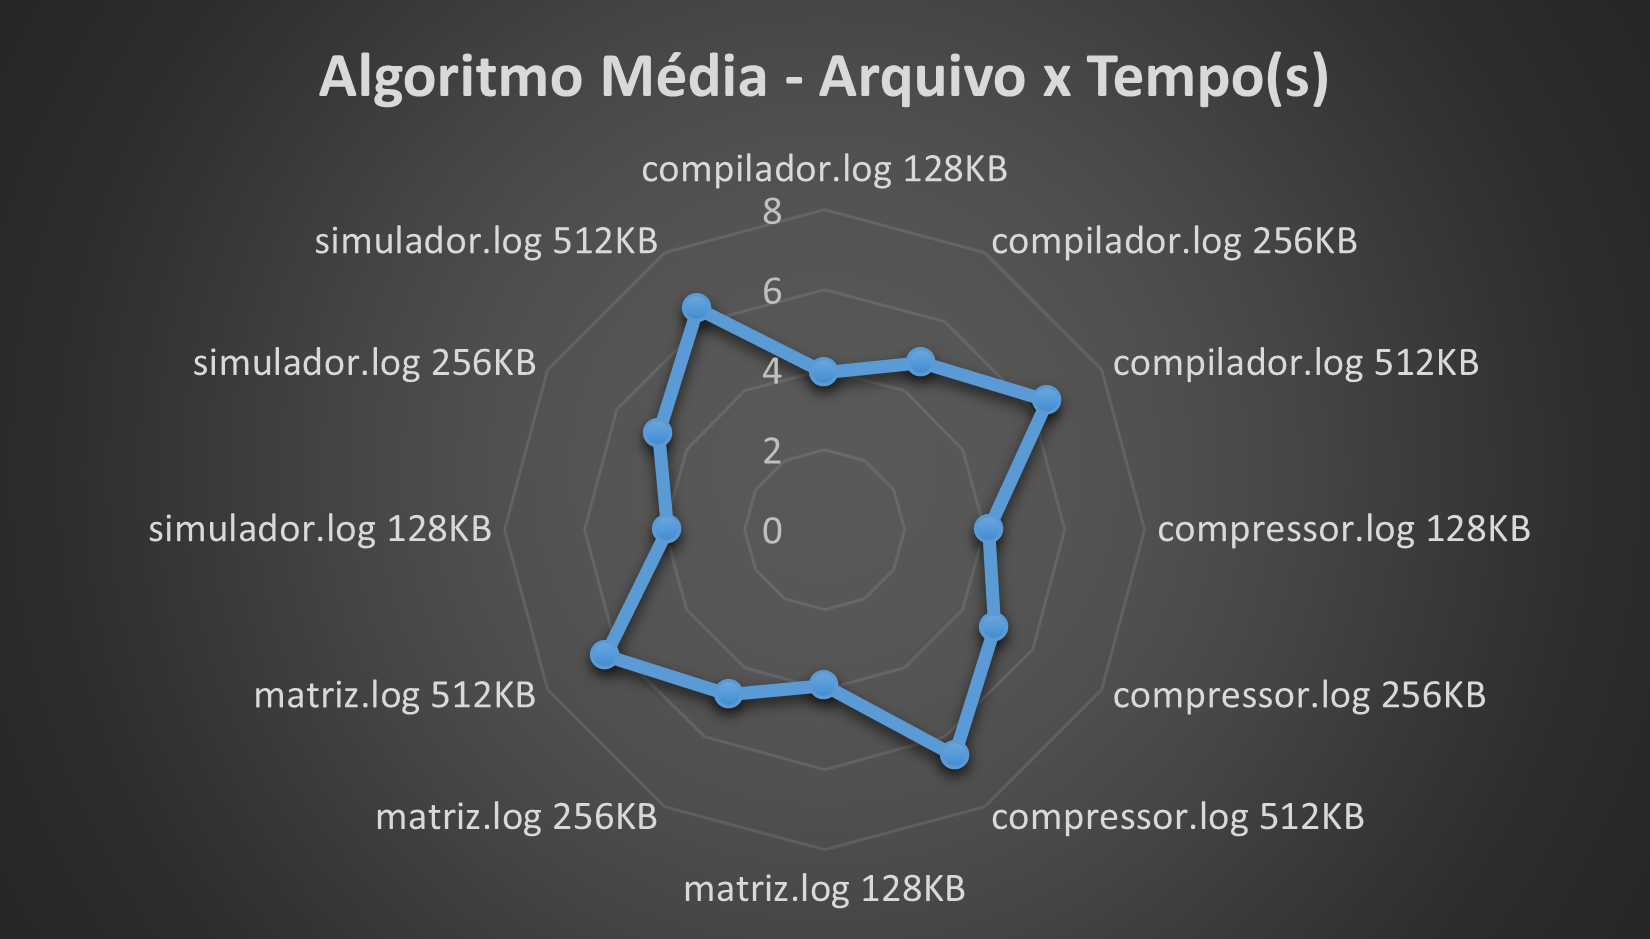 Algoritmo Média - Arquivo x Tempo(s)
compilador.log 128KB
8
simulador.log 512KB
compilador.log 256KB
6
simulador.log 256KB
4
compilador.log 512KB
2
simulador.log 128KB
0
compressor.log 128KB
matriz.log 512KB
compressor.log 256KB
matriz.log 256KB
compressor.log 512KB
matriz.log 128KB